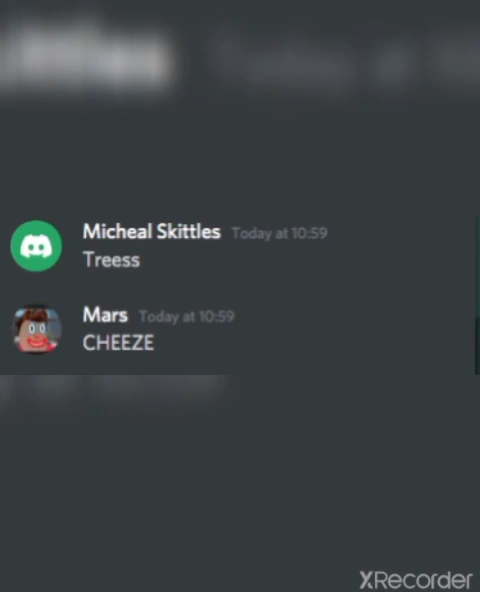 Micheal Skittles Today at 10:59
Treess
Mars Today at 10:59
CHEEZE
XRecorder